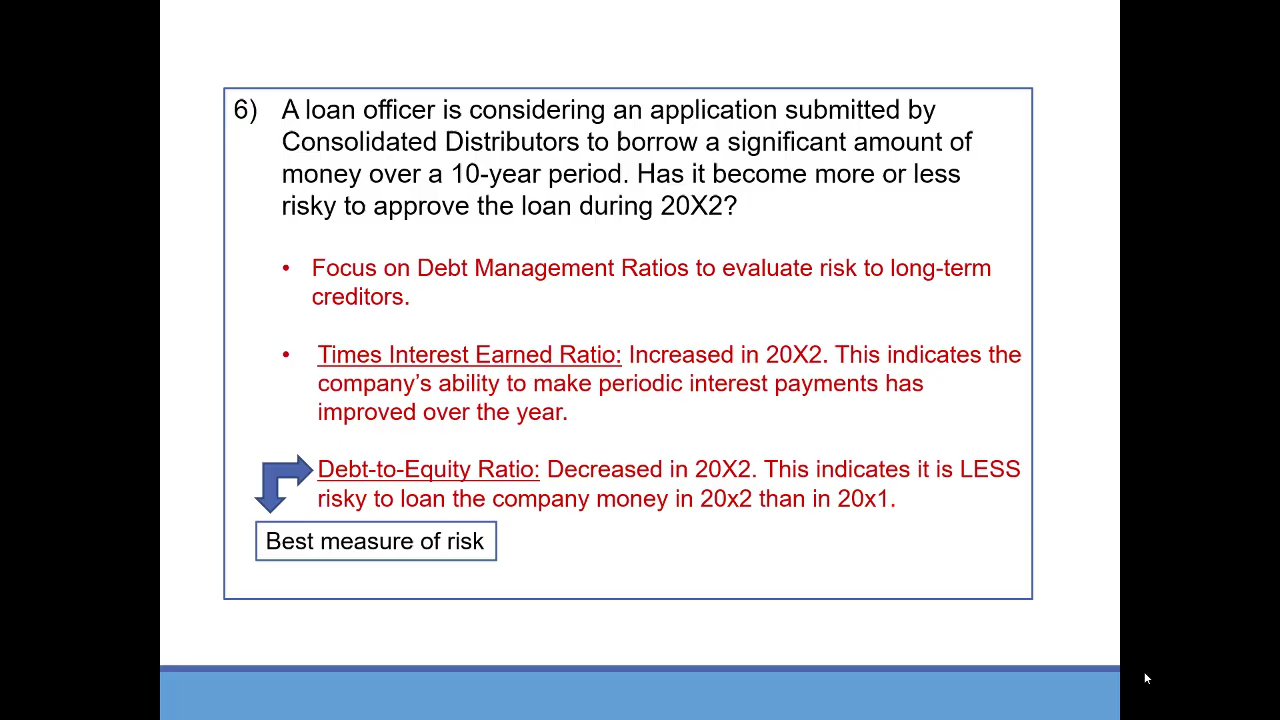 6) A loan officer is considering an application submitted by
Consolidated Distributors to borrow a significant amount of
money over a 10-year period. Has it become more or less
risky to approve the loan during 20X2?
• Focus on Debt Management Ratios to evaluate risk to long-term
creditors.
• Times Interest Earned Ratio: Increased in 20X2. This indicates the
company's ability to make periodic interest payments has
improved over the year.
Debt-to-Equity Ratio: Decreased in 20X2. This indicates it is LESS
risky to loan the company money in 20x2 than in 20x1.
Best measure of risk